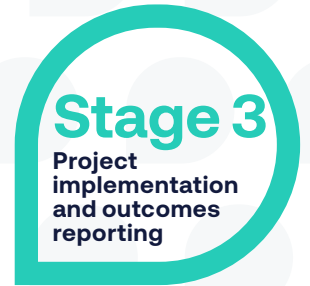 Stage 3
Project
implementation
and outcomes
reporting